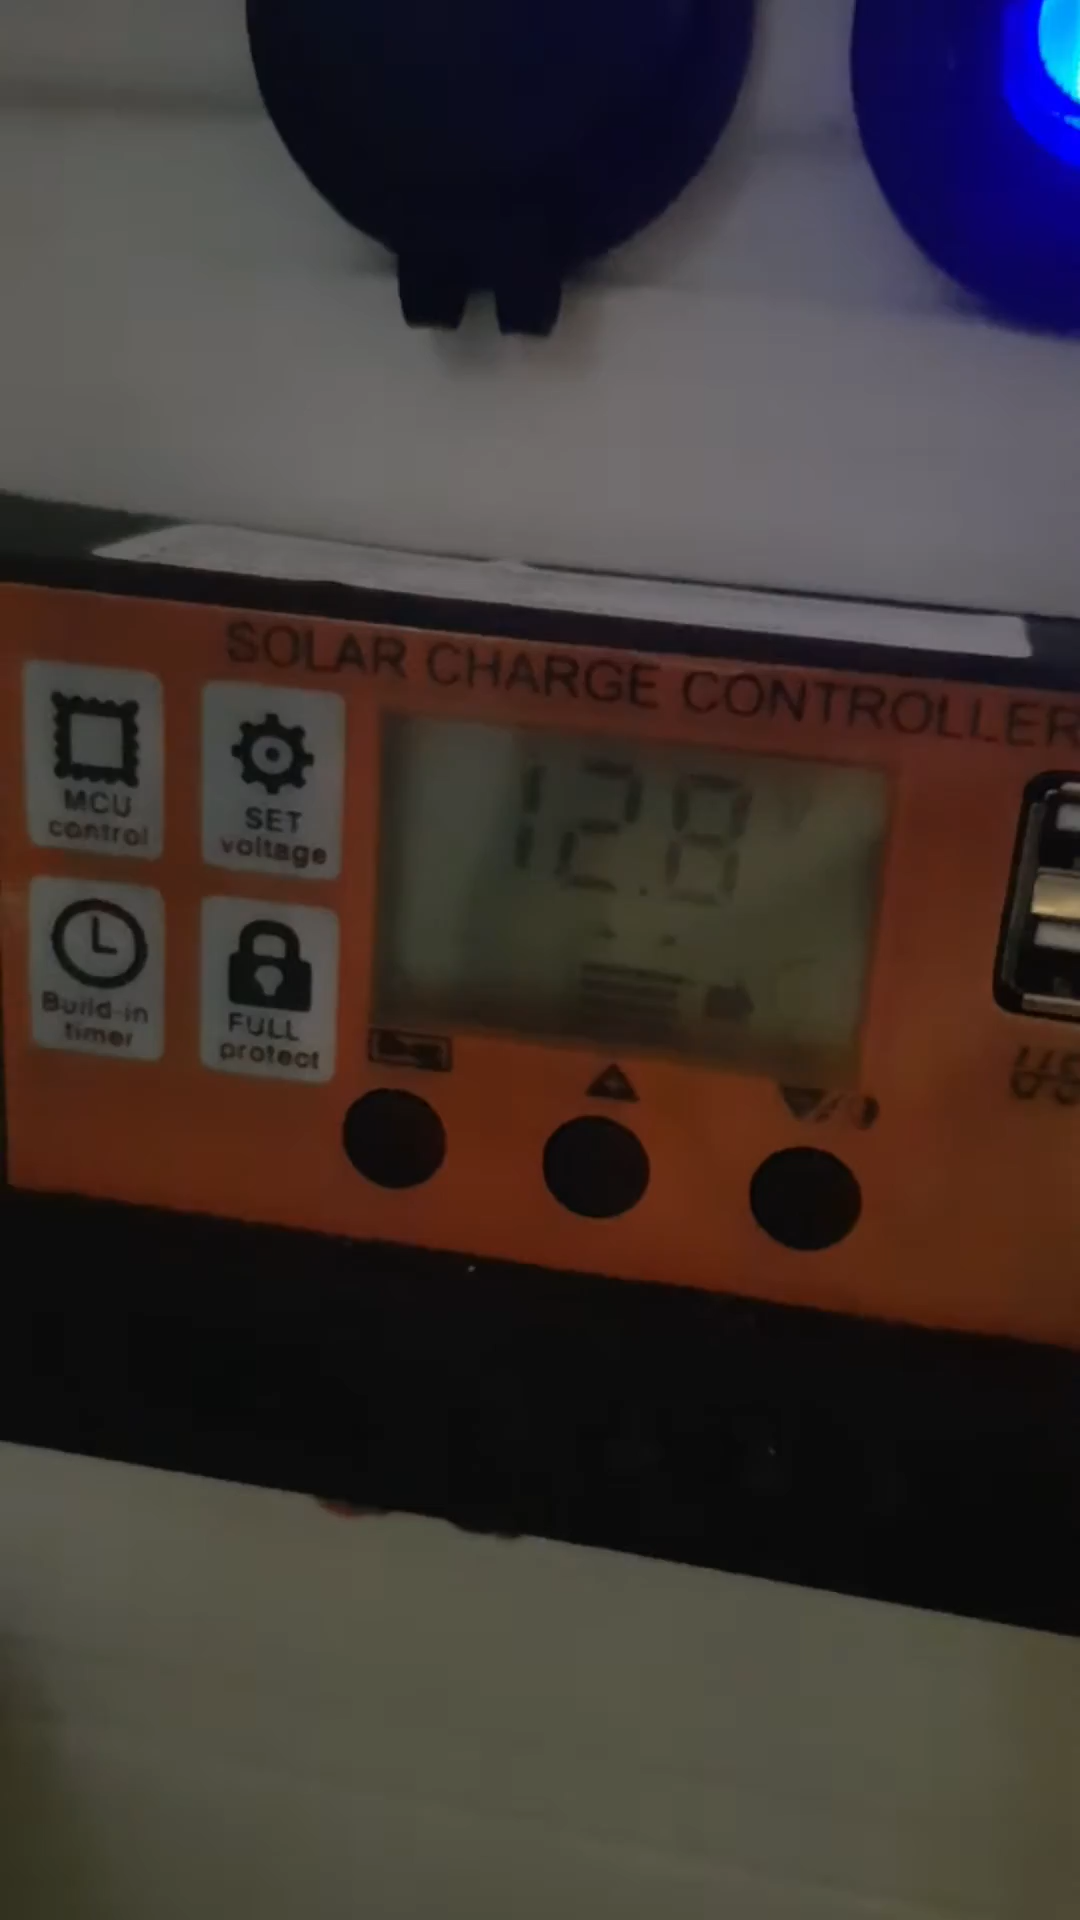 SOLAR CHARGE CONTROLLER
MCU
control
SET
voltage
12.8 V
Build-in
timer
FULL
protect